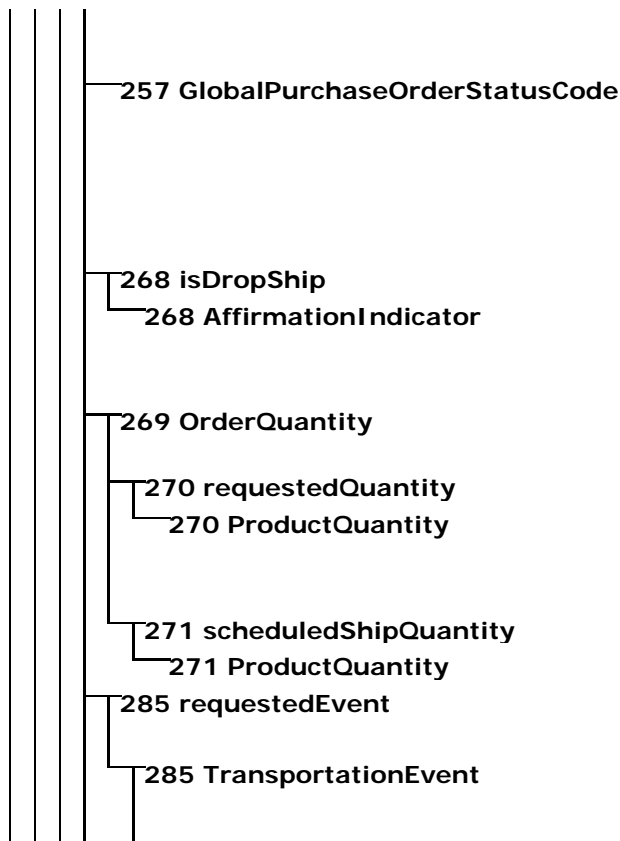 257 GlobalPurchaseOrderStatusCode
268 isDropShip
268 AffirmationIndicator
269 OrderQuantity
270 requestedQuantity
270 ProductQuantity
271 scheduledShipQuantity
271 ProductQuantity
285 requestedEvent
285 TransportationEvent